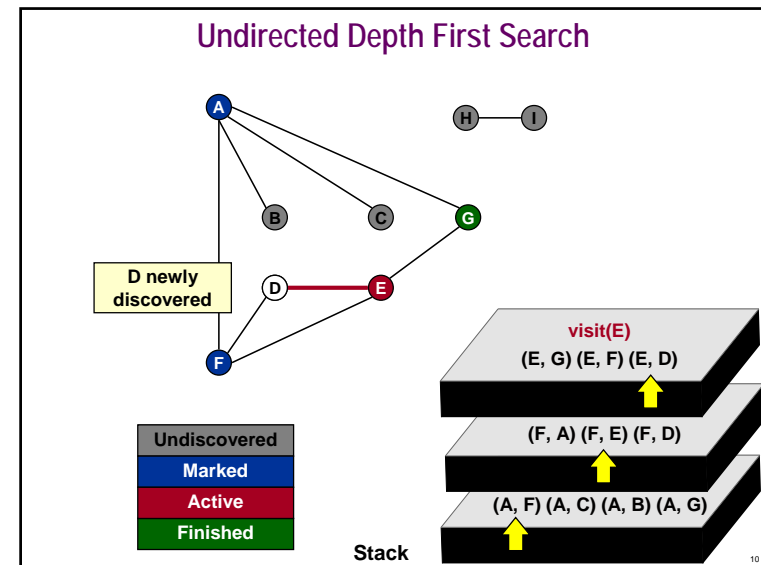 Undirected Depth First Search
A
H
I
B
C
G
D newly
discovered
D
E
F
visit(E)
(E, G) (E, F) (E, D)
(F, A) (F, E) (F, D)
(A, F) (A, C) (A, B) (A, G)
Undiscovered
Marked
Active
Finished
Stack
10